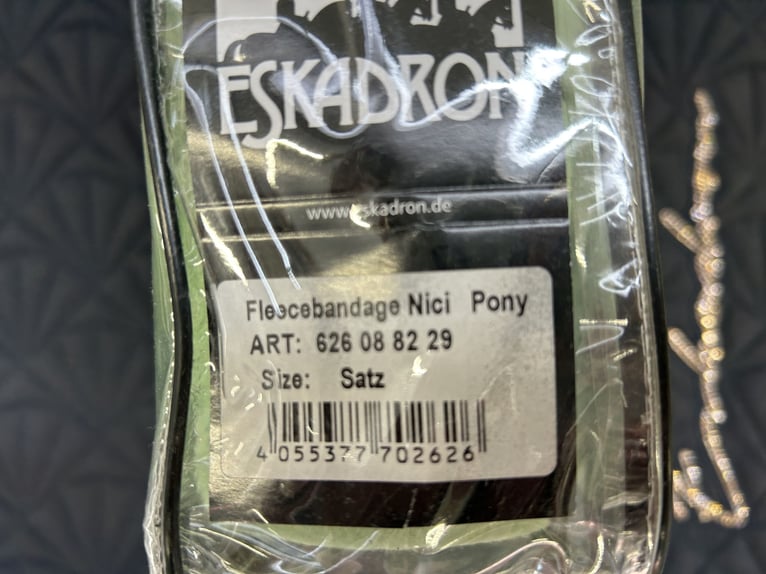 ESKADRON
www.eskadron.de
Fleecebandage Nici Pony
ART: 626 08 82 29
Size: Satz
4 055377 702626